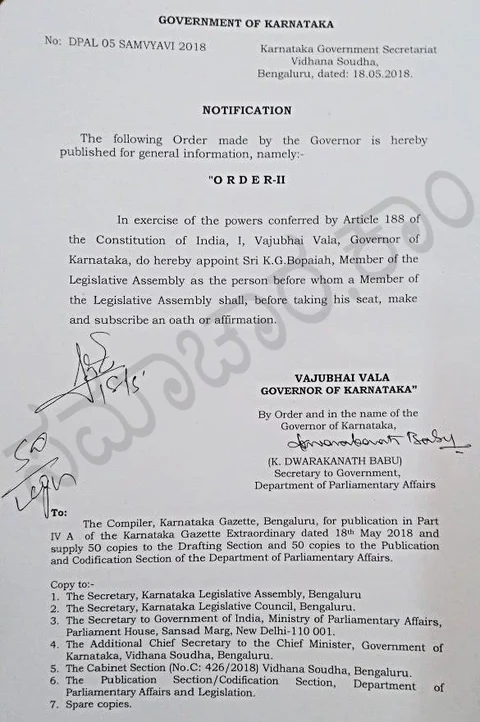 GOVERNMENT OF KARNATAKA
No: DPAL 05 SAMVYAVI 2018
Karnataka Government Secretariat
Vidhana Soudha,
Bengaluru, dated: 18.05.2018.
NOTIFICATION
The following Order made by the Governor is hereby
published for general information, namely:-
"O R D E R-II
In exercise of the powers conferred by Article 188 of
the Constitution of India, I, Vajubhai Vala, Governor of
Karnataka, do hereby appoint Sri K.G.Bopaiah, Member of the
Legislative Assembly as the person before whom a Member of
the Legislative Assembly shall, before taking his seat, make
and subscribe an oath or affirmation.
ಸಮಾಚಾರ.ಕಾಂ
VAJUBHAI VALA
GOVERNOR OF KARNATAKA"
By Order and in the name of the
Governor of Karnataka,
Dwarakanath Babu
(K. DWARAKANATH BABU)
Secretary to Government,
Department of Parliamentary Affairs
50
To:
The Compiler, Karnataka Gazette, Bengaluru, for publication in Part
IV A of the Karnataka Gazette Extraordinary dated 18th May 2018 and
supply 50 copies to the Drafting Section and 50 copies to the Publication
and Codification Section of the Department of Parliamentary Affairs.
Copy to:-
1. The Secretary, Karnataka Legislative Assembly, Bengaluru
2. The Secretary, Karnataka Legislative Council, Bengaluru.
3. The Secretary to Government of India, Ministry of Parliamentary Affairs,
Parliament House, Sansad Marg, New Delhi-110 001.
4. The Additional Chief Secretary to the Chief Minister, Government of
Karnataka, Vidhana Soudha, Bengaluru.
5. The Cabinet Section (No.C: 426/2018) Vidhana Soudha, Bengaluru.
6. The Publication Section/Codification Section, Department of
Parliamentary Affairs and Legislation.
7. Spare copies.